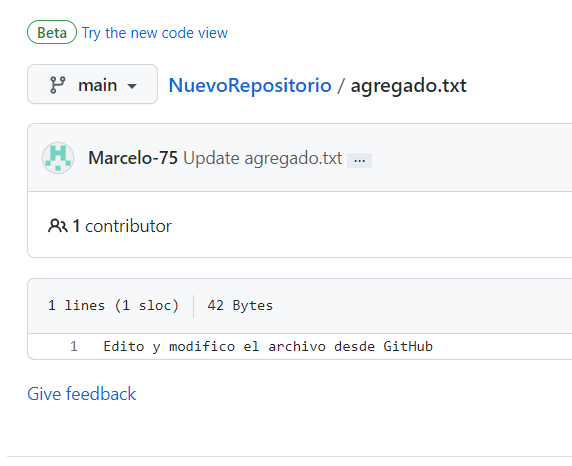 Beta Try the new code view
main NuevoRepositorio / agregado.txt
Marcelo-75 Update agregado.txt ...
1 contributor
1 lines (1 sloc) 42 Bytes
1 Edito y modifico el archivo desde GitHub
Give feedback